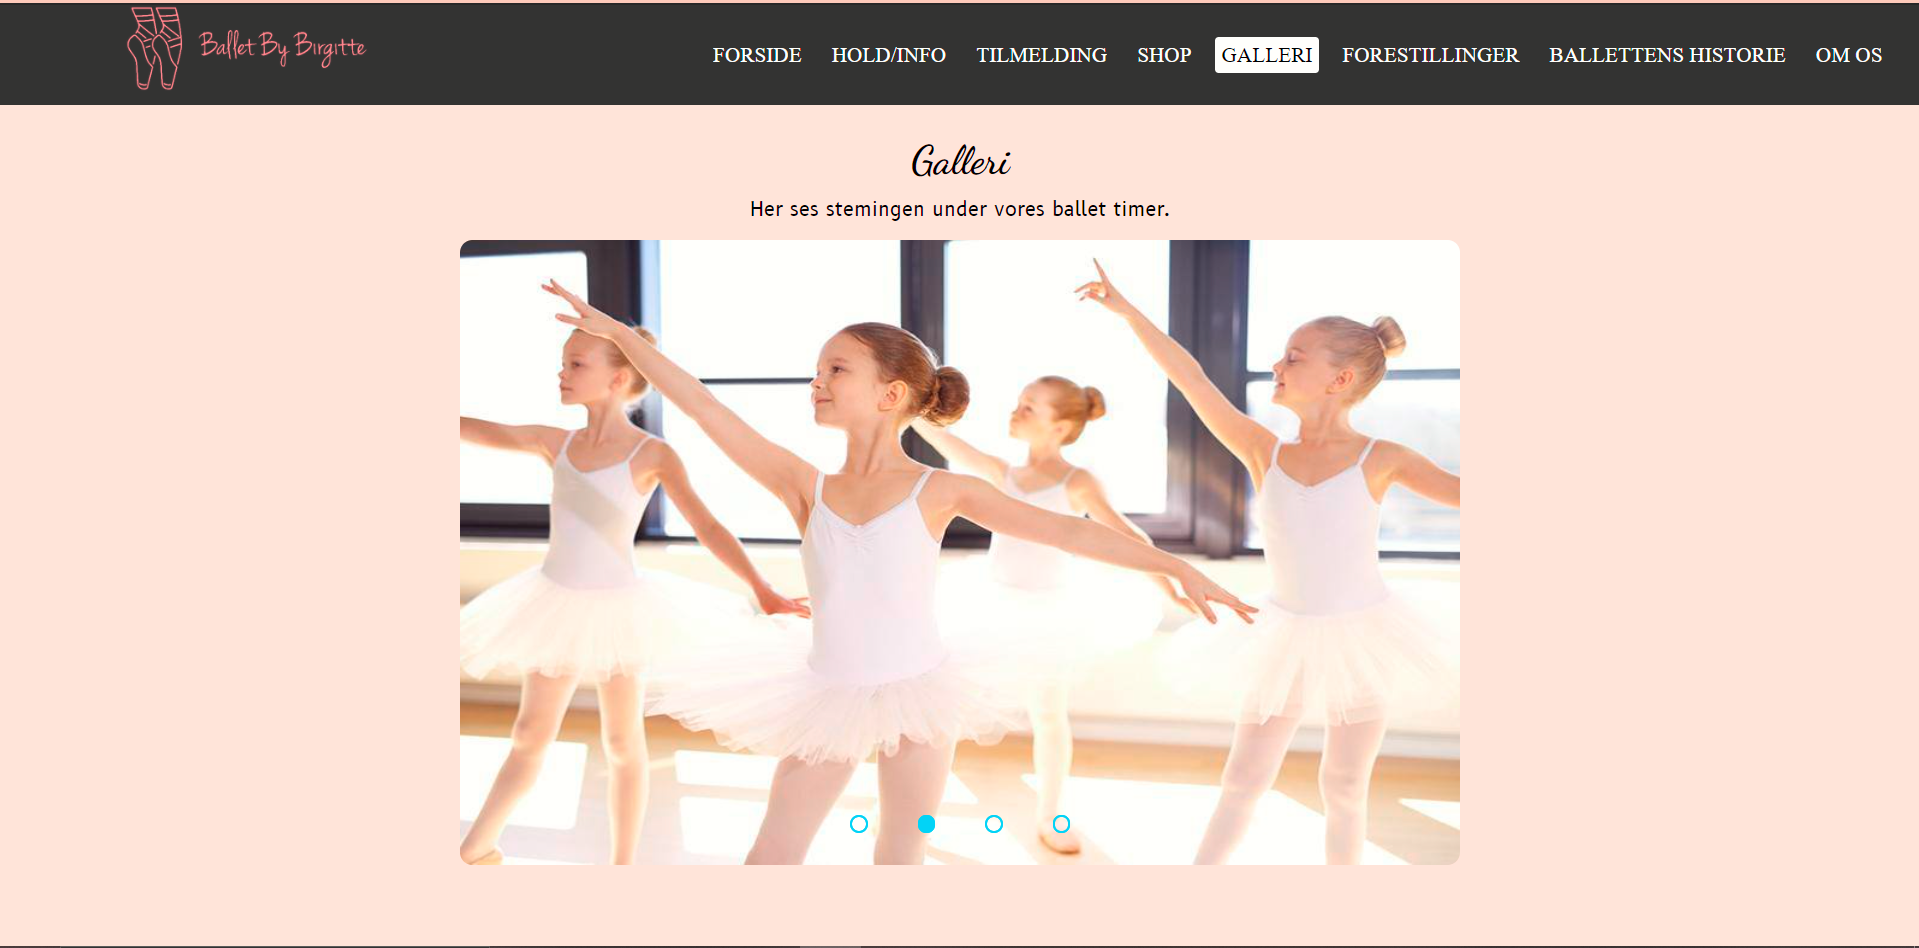 Ballet By Birgitte
FORSIDE HOLD/INFO TILMELDING SHOP GALLERI FORESTILLINGER BALLETTENS HISTORIE OM OS
Galleri
Her ses stemingen under vores ballet timer.